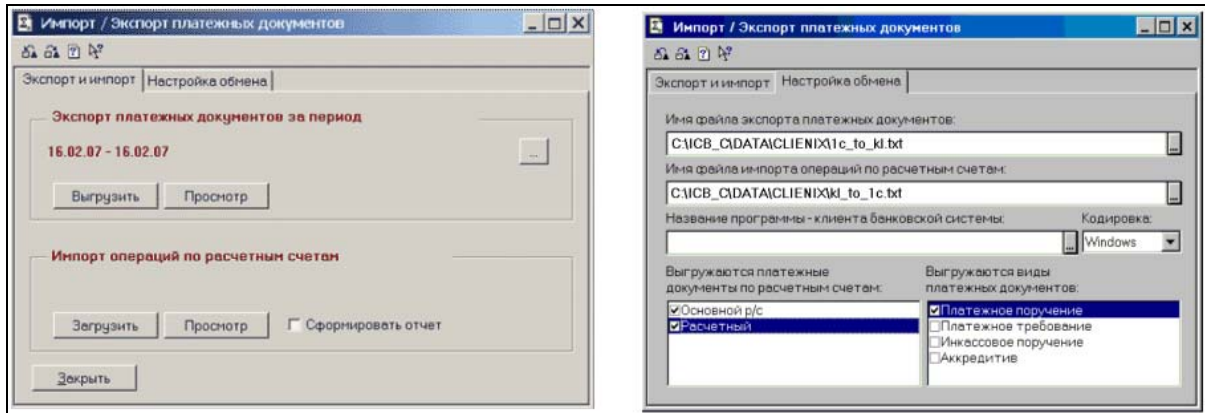 Импорт / Экспорт платежных документов
Экспорт и импорт
Настройка обмена
Экспорт платежных документов за период
16.02.07 - 16.02.07
...
Выгрузить
Просмотр
Импорт операций по расчетным счетам
Загрузить
Просмотр
Сформировать отчет
Закрыть
Импорт / Экспорт платежных документов
Экспорт и импорт
Настройка обмена
Имя файла экспорта платежных документов:
C:\ICB_C\DATA\CLIENIX\1c_to_kl.txt
...
Имя файла импорта операций по расчетным счетам:
C:\ICB_C\DATA\CLIENIX\kl_to_1c.txt
...
Название программы - клиента банковской системы:
Кодировка:
...
Windows
Выгружаются платежные
документы по расчетным счетам:
Основной р/с
Расчетный
Выгружаются виды
платежных документов:
Платежное поручение
Платежное требование
Инкассовое поручение
Аккредитив